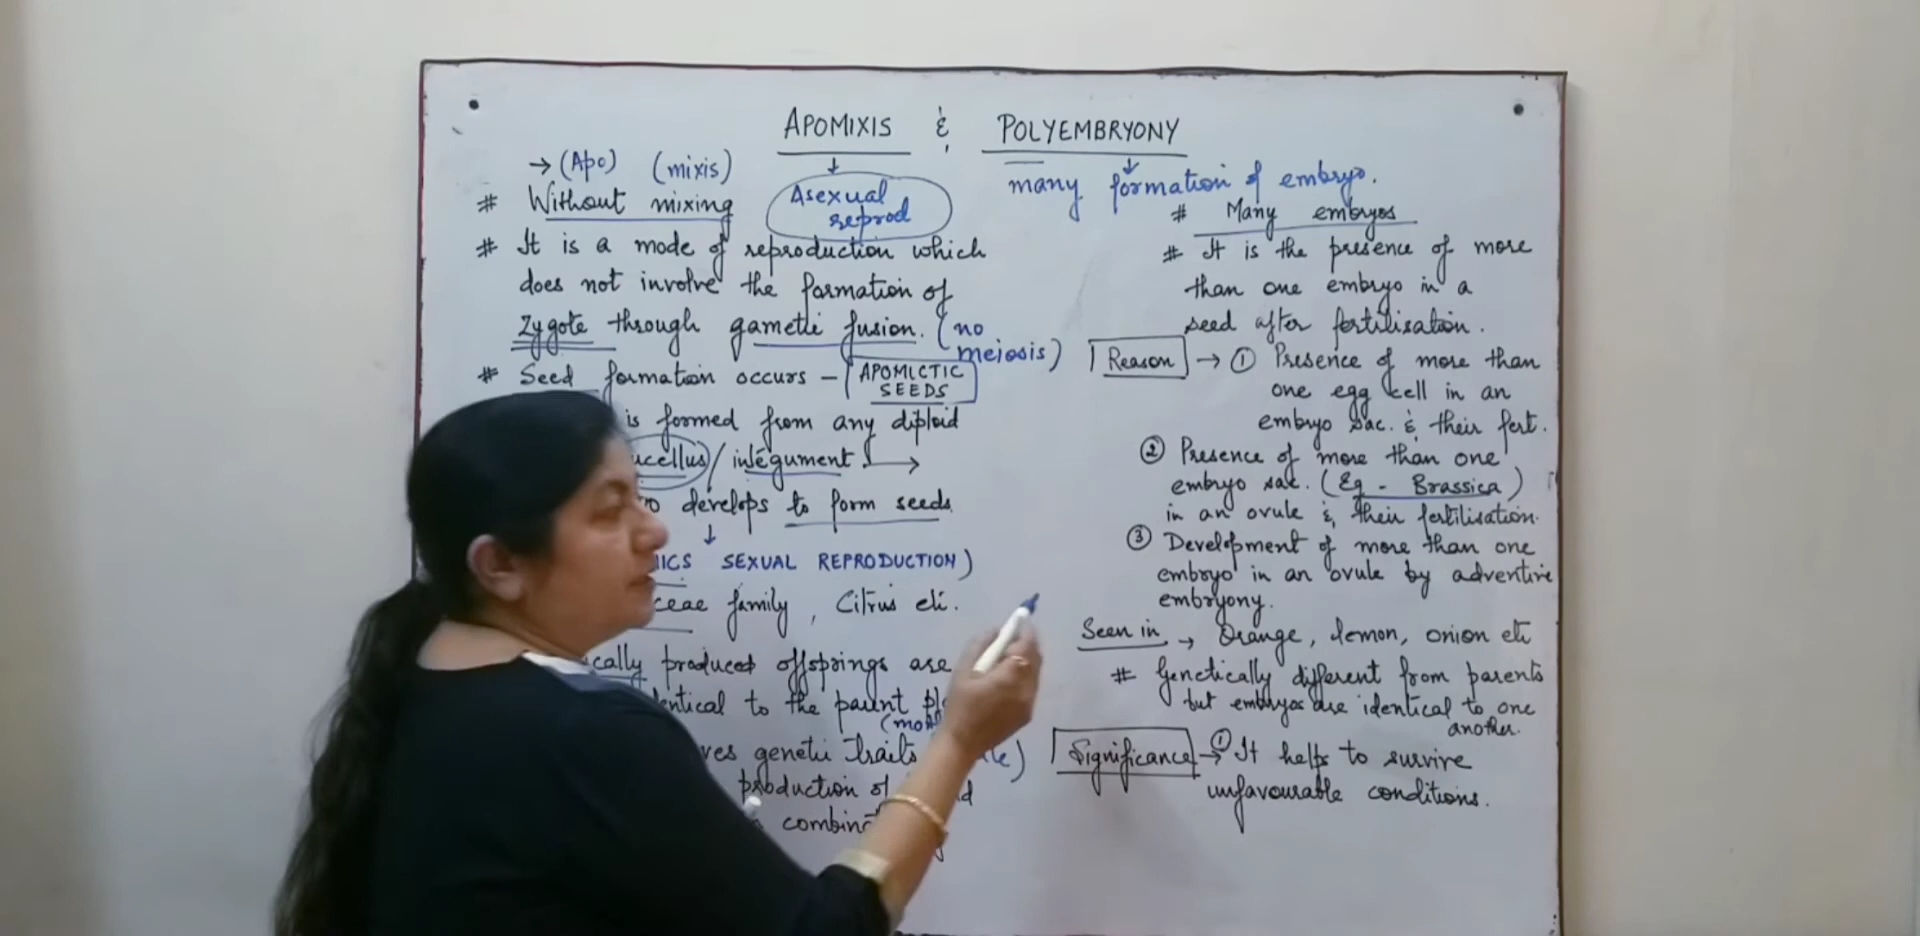 APOMIXIS & POLYEMBRYONY
→ (Apo) (mixis)
# Without mixing
Asexual
reprod
# It is a mode of reproduction which
does not involve the formation of
Zygote through gametic fusion. (no
meiosis)
# Seed formation occurs – APOMICTIC
SEEDS
is formed from any diploid
ucellus / integument →
develops to form seeds
↓
MICS SEXUAL REPRODUCTION)
ceae family, Citrus etc.
cally produced offsprings are
entical to the parent
ves genetic traits
production of
many formation of embryo.
# Many embryos
# It is the presence of more
than one embryo in a
seed after fertilisation.
Reason → ① Presence of more than
one egg cell in an
embryo sac. & their fert.
② Presence of more than one
embryo sac. (Eg - Brassica)
in an ovule & their fertilisation.
③ Development of more than one
embryo in an ovule by adventive
embryony.
Seen in → Orange, lemon, onion etc
# Genetically different from parents
but embryos are identical to one
another.
Significance → ① It helps to survive
unfavourable conditions.